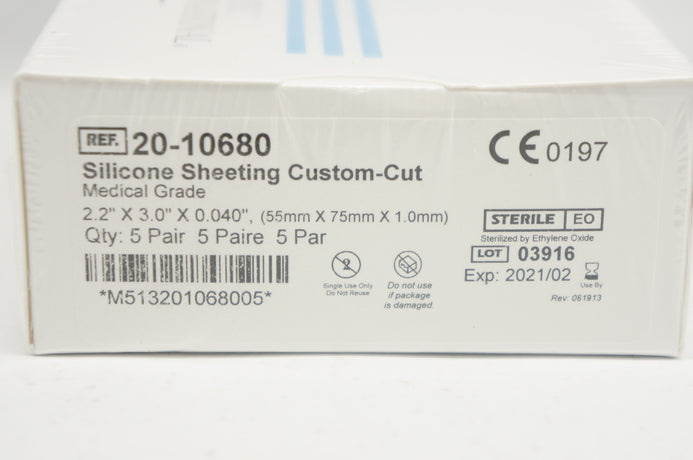 REF. 20-10680
CE 0197
Silicone Sheeting Custom-Cut
Medical Grade
2.2" X 3.0" X 0.040", (55mm X 75mm X 1.0mm)
Qty: 5 Pair 5 Paire 5 Par
*M513201068005*
2
Single Use Only
Do Not Reuse
Do not use
if package
is damaged.
STERILE EO
Sterilized by Ethylene Oxide
LOT 03916
Exp: 2021/02
Use By
Rev: 061913